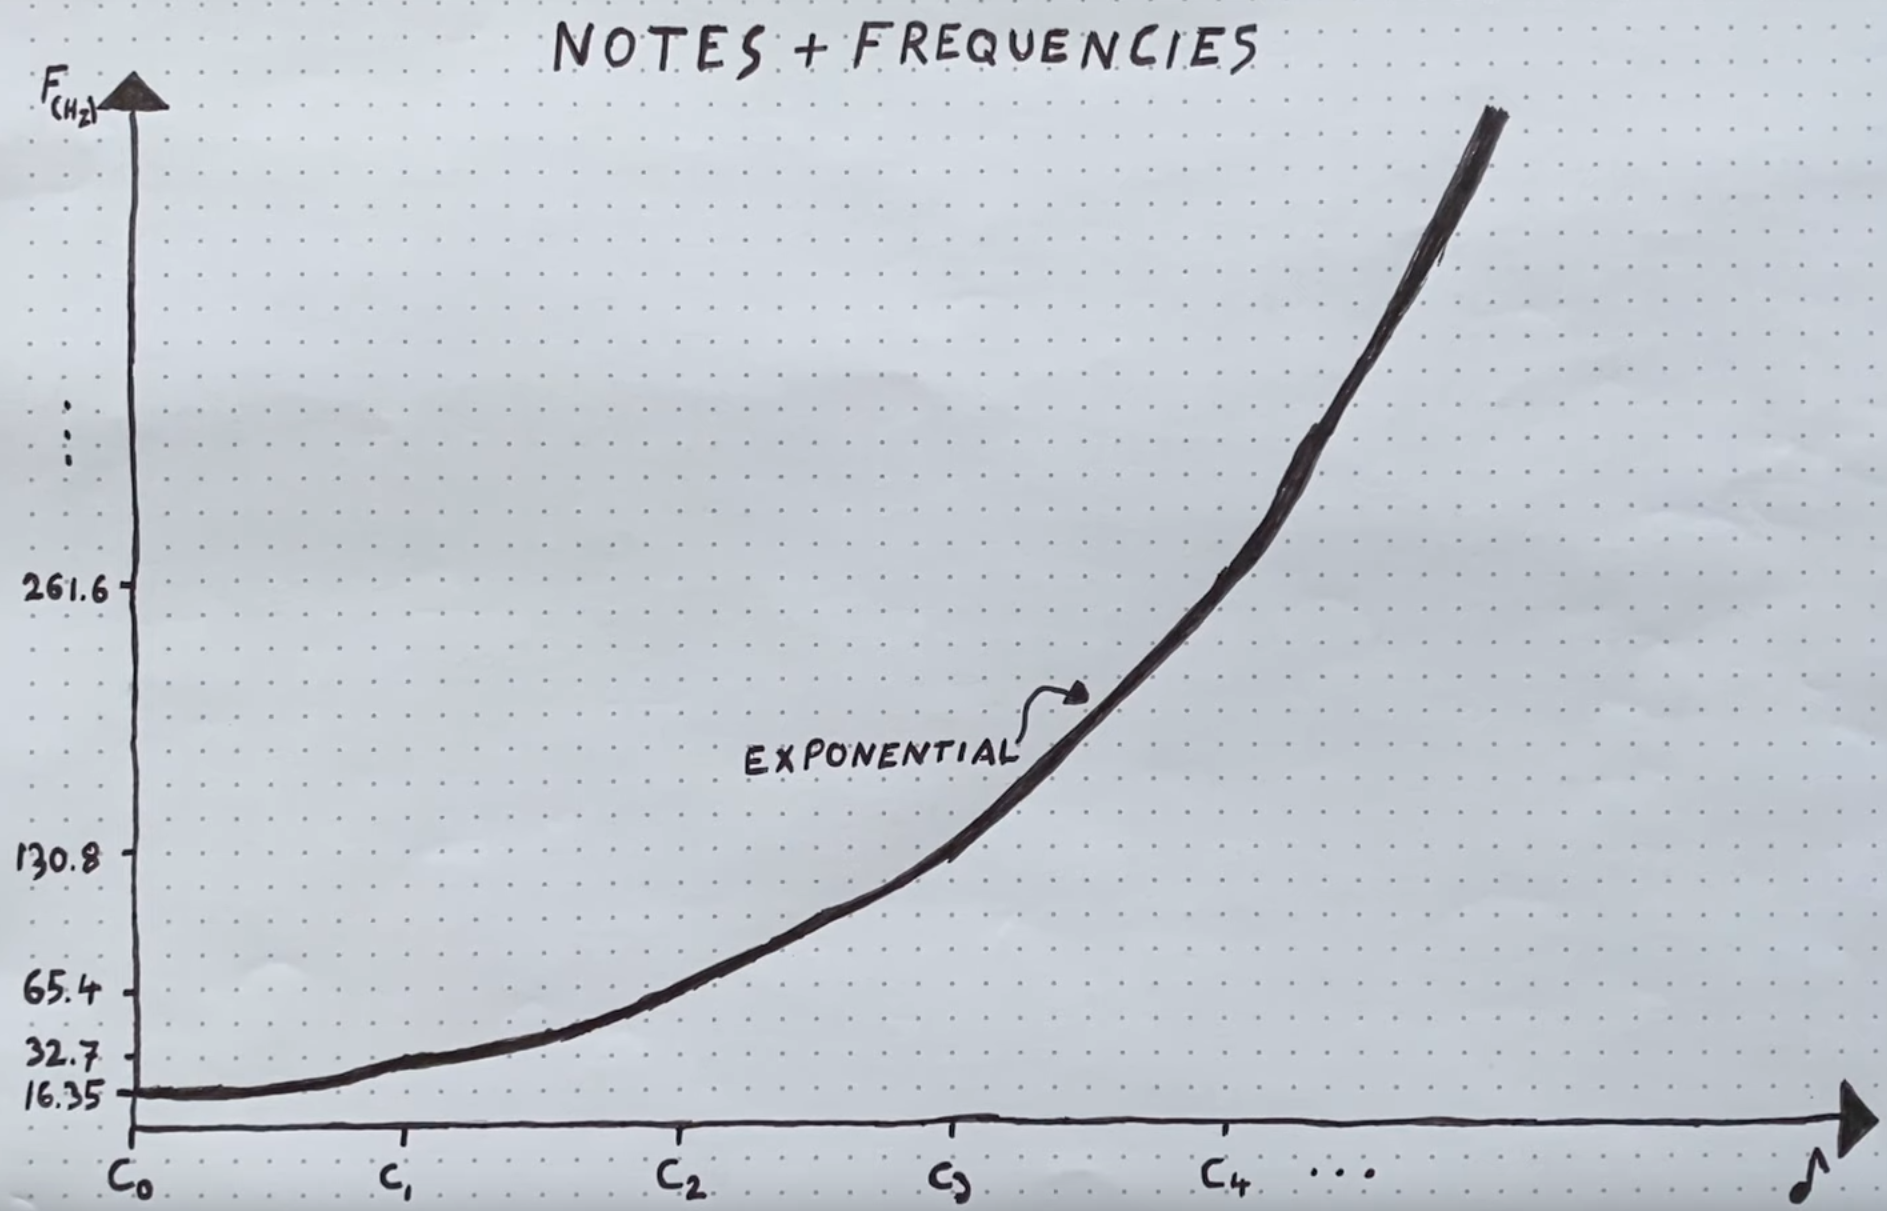 NOTES + FREQUENCIES
F(Hz)
261.6
EXPONENTIAL
130.8
65.4
32.7
16.35
C0 C1 C2 C3 C4 ...